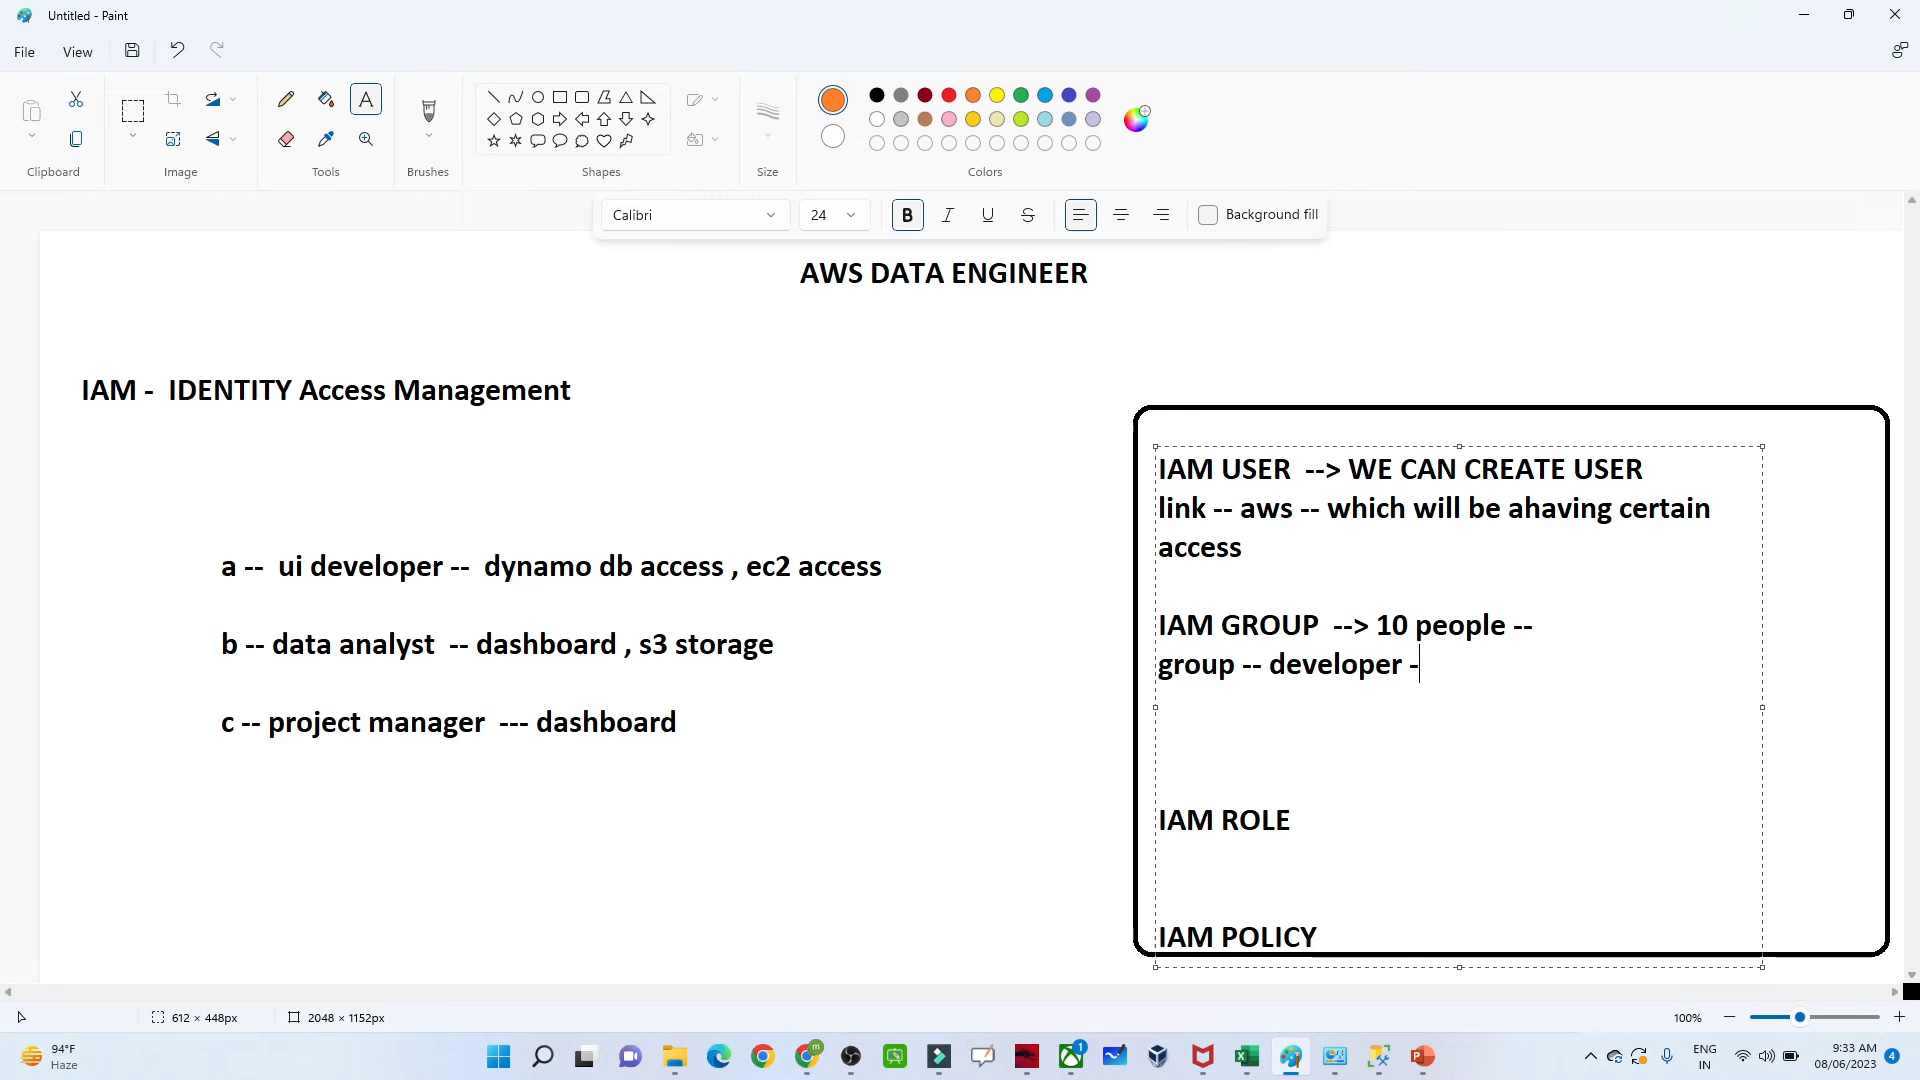 Untitled - Paint
File
View
Clipboard
Image
Tools
Brushes
Shapes
Size
Colors
Calibri
24
B
Background fill
AWS DATA ENGINEER
IAM -  IDENTITY Access Management
a --  ui developer --  dynamo db access , ec2 access
b -- data analyst  -- dashboard , s3 storage
c -- project manager  --- dashboard
IAM USER  --> WE CAN CREATE USER
link -- aws -- which will be ahaving certain
access
IAM GROUP  --> 10 people --
group -- developer -
IAM ROLE
IAM POLICY
612 × 448px
2048 × 1152px
100%
94°F
Haze
m
1
ENG
IN
9:33 AM
08/06/2023
4